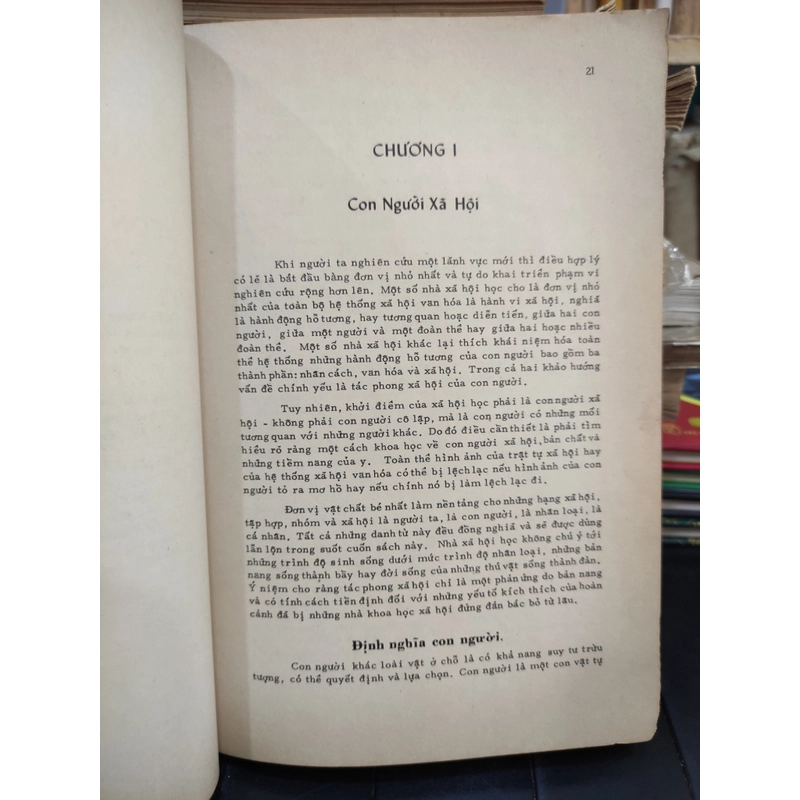 21
CHƯƠNG I
Con Người Xã Hội
Khi người ta nghiên cứu một lãnh vực mới thì điều hợp lý
có lẽ là bắt đầu bằng đơn vị nhỏ nhất và tự do khai triển phạm vi
nghiên cứu rộng hơn lên. Một số nhà xã hội học cho là đơn vị nhỏ
nhất của toàn bộ hệ thống xã hội van hóa là hành vi xã hội, nghiã
là hành động hỗ tương, hay tương quan hoặc diễn tiến, giữa hai con
người, giữa một người và một đoàn thể hay giữa hai hoặc nhiều
đoàn thể. Một số nhà xã hội khác lại thích khái niệm hóa toàn
thể hệ thống những hành động hỗ tương của con người bao gồm ba
thành phần: nhân cách, van hóa và xã hội. Trong cả hai khảo hướng
vấn đề chính yếu là tác phong xã hội của con người.
Tuy nhiên, khởi điểm của xã hội học phải là con người xã
hội - không phải con người cô lập, mà là con người có những mối
tương quan với những người khác. Do đó điều cần thiết là phải tìm
hiểu rõ ràng một cách khoa học về con người xã hội, bản chất và
những tiềm nang của y. Toàn thể hình ảnh của trật tự xã hội hay
của hệ thống xã hội van hóa có thể bị lệch lạc nếu hình ảnh của con
người tỏ ra mơ hồ hay nếu chính nó bị làm lệch lạc đi.
Đơn vị vật chất bé nhất làm nền tảng cho những hạng xã hội,
tập hợp, nhóm và xã hội là người ta, là con người, là nhân loại, là
cá nhân. Tất cả những danh từ này đều đồng nghiã và sẽ được dùng
lẫn lộn trong suốt cuốn sách này. Nhà xã hội học không chú ý tới
những trình độ sinh sống dưới mức trình độ nhân loại, những bản
nang sống thành bầy hay đời sống của những thú vật sống thành đàn.
Ý niệm cho rằng tác phong xã hội chỉ là một phản ứng do bản nang
và có tính cách tiền định đối với những yếu tố kích thích của hoàn
cảnh đã bị những nhà khoa học xã hội đứng đắn bác bỏ từ lâu.
Định nghĩa con người.
Con người khác loài vật ở chỗ là có khả nang suy tư trừu
tượng, có thể quyết định và lựa chọn. Con người là một con vật tự